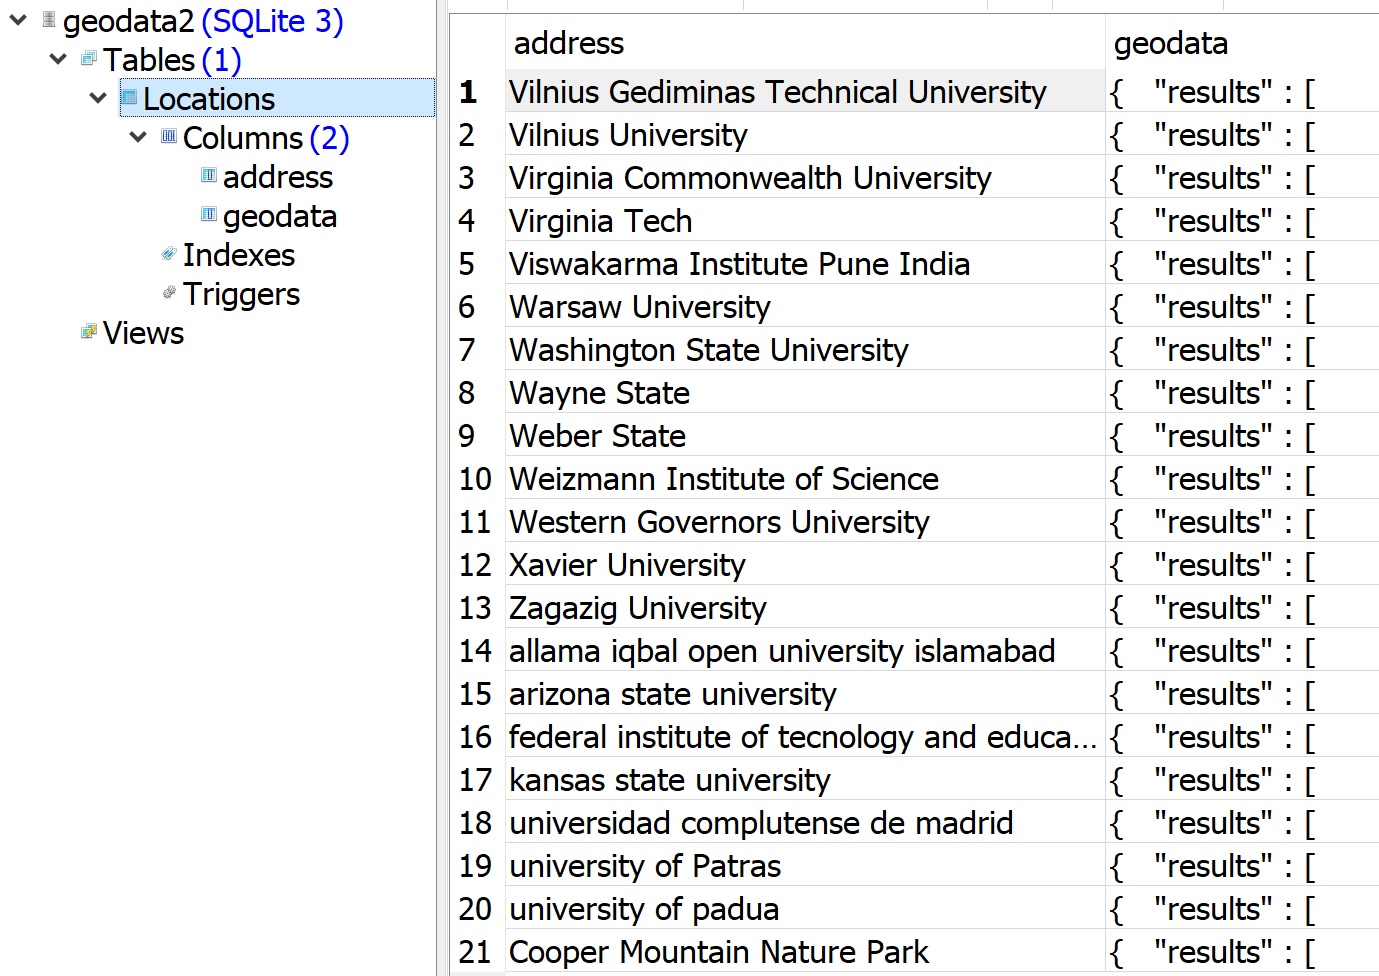 geodata2 (SQLite 3)
Tables (1)
Locations
Columns (2)
address
geodata
Indexes
Triggers
Views
address geodata
1 Vilnius Gediminas Technical University { "results" : [
2 Vilnius University { "results" : [
3 Virginia Commonwealth University { "results" : [
4 Virginia Tech { "results" : [
5 Viswakarma Institute Pune India { "results" : [
6 Warsaw University { "results" : [
7 Washington State University { "results" : [
8 Wayne State { "results" : [
9 Weber State { "results" : [
10 Weizmann Institute of Science { "results" : [
11 Western Governors University { "results" : [
12 Xavier University { "results" : [
13 Zagazig University { "results" : [
14 allama iqbal open university islamabad { "results" : [
15 arizona state university { "results" : [
16 federal institute of tecnology and educa... { "results" : [
17 kansas state university { "results" : [
18 universidad complutense de madrid { "results" : [
19 university of Patras { "results" : [
20 university of padua { "results" : [
21 Cooper Mountain Nature Park { "results" : [